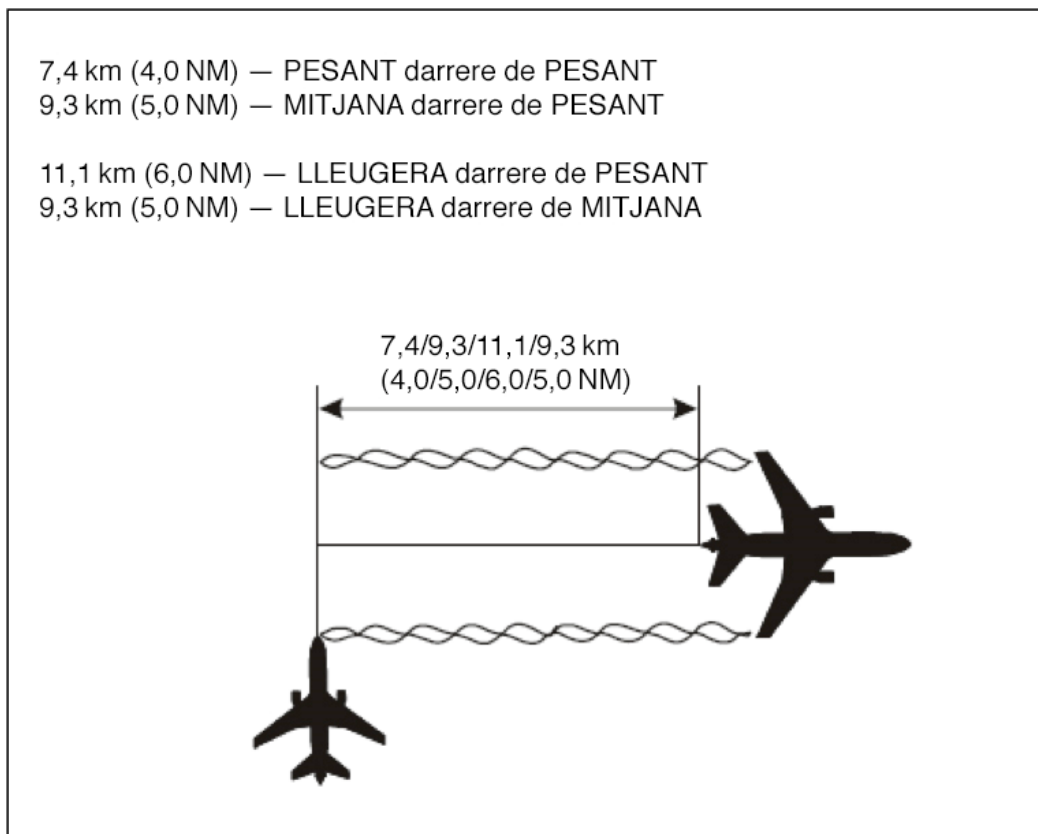 7,4 km (4,0 NM) — PESANT darrere de PESANT
9,3 km (5,0 NM) — MITJANA darrere de PESANT
11,1 km (6,0 NM) — LLEUGERA darrere de PESANT
9,3 km (5,0 NM) — LLEUGERA darrere de MITJANA
7,4/9,3/11,1/9,3 km
(4,0/5,0/6,0/5,0 NM)